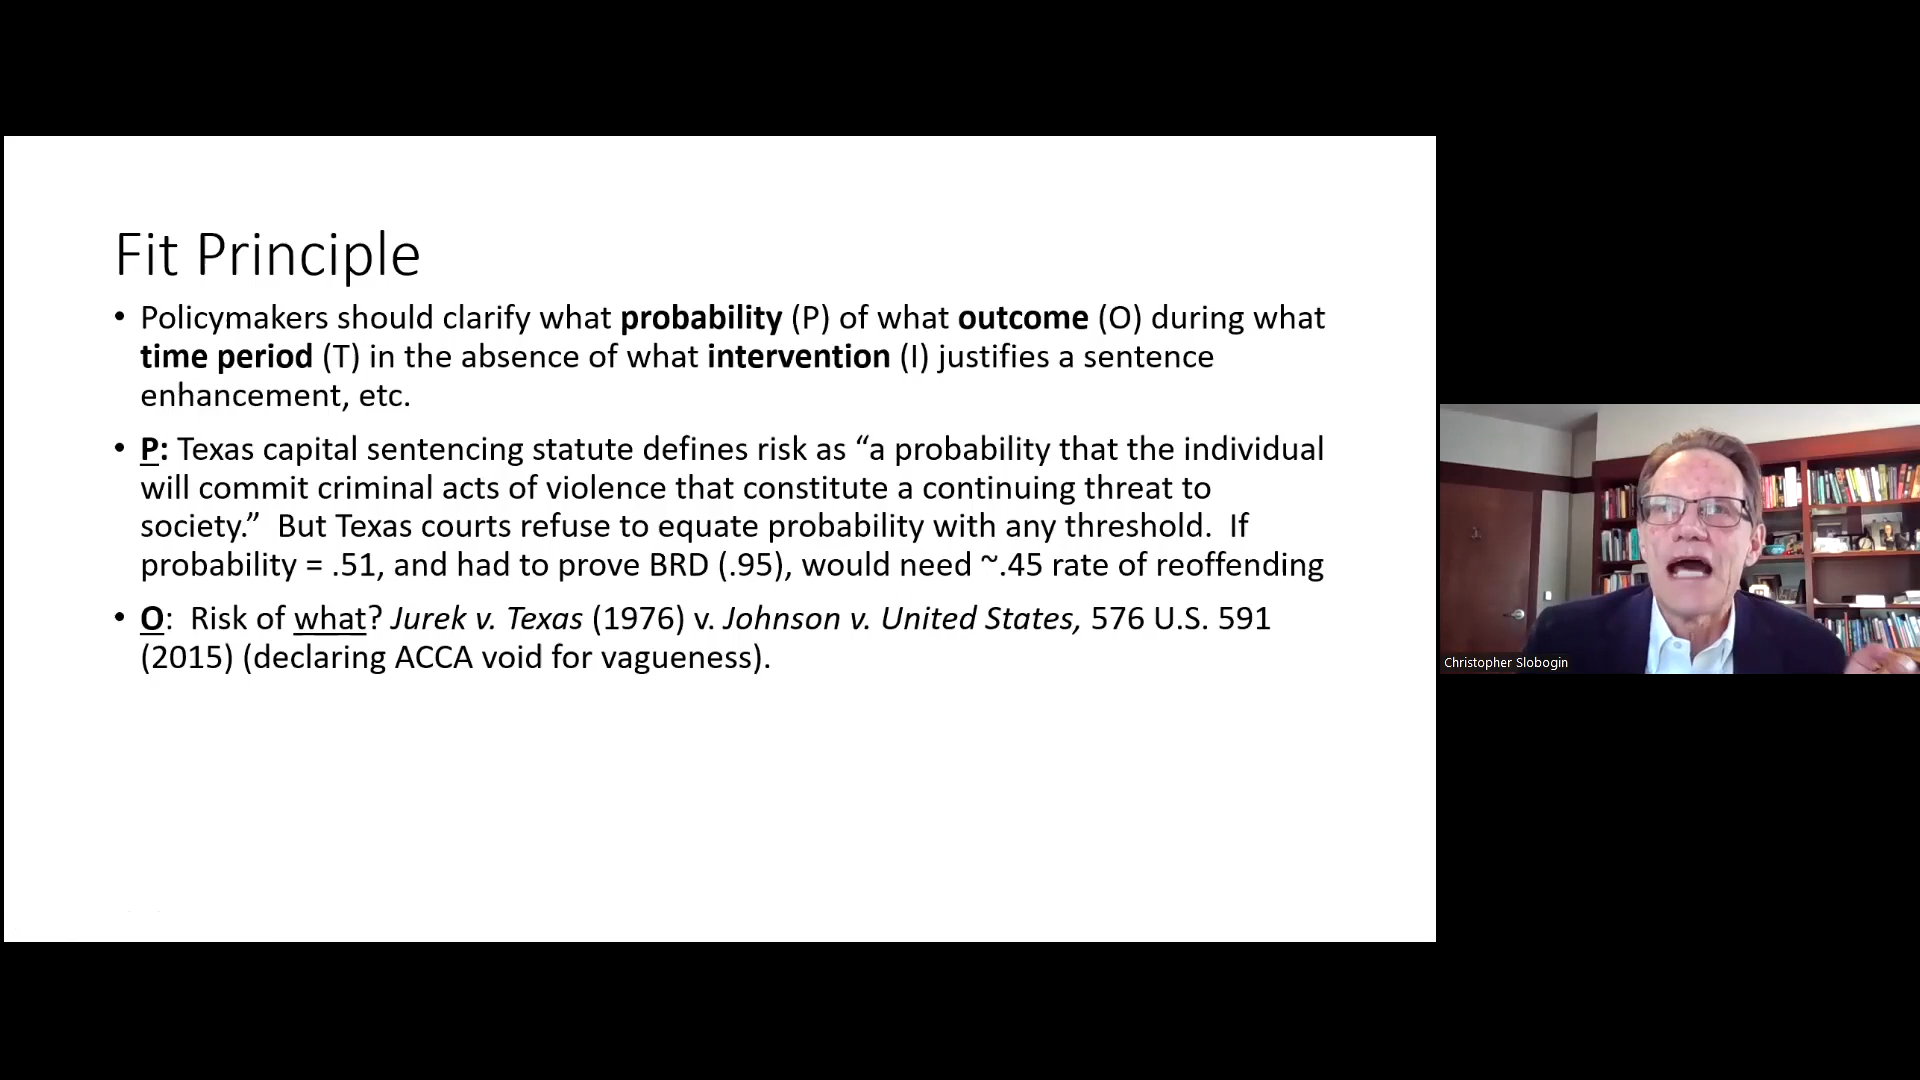 Fit Principle
• Policymakers should clarify what probability (P) of what outcome (O) during what
time period (T) in the absence of what intervention (I) justifies a sentence
enhancement, etc.
• P: Texas capital sentencing statute defines risk as “a probability that the individual
will commit criminal acts of violence that constitute a continuing threat to
society.”  But Texas courts refuse to equate probability with any threshold.  If
probability = .51, and had to prove BRD (.95), would need ~.45 rate of reoffending
• O:  Risk of what? Jurek v. Texas (1976) v. Johnson v. United States, 576 U.S. 591
(2015) (declaring ACCA void for vagueness).
Christopher Slobogin